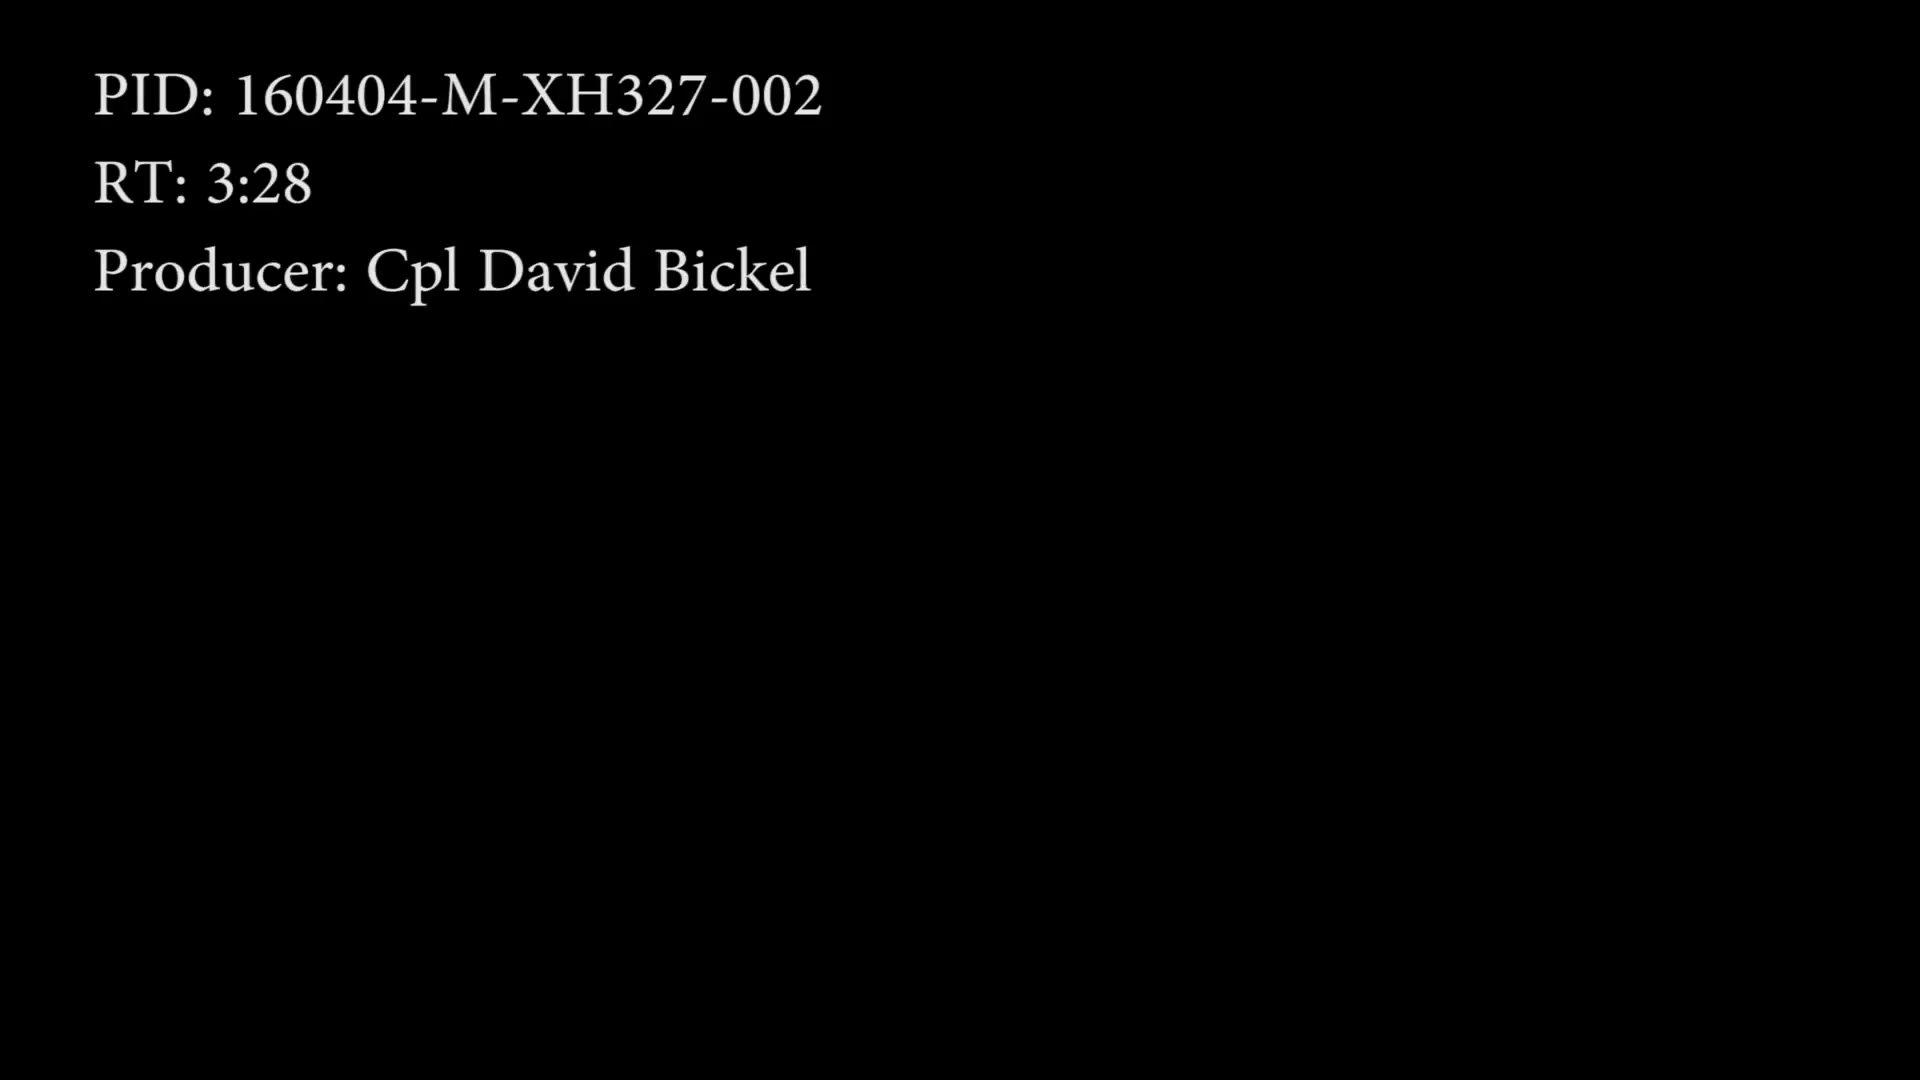 PID: 160404-M-XH327-002
RT: 3:28
Producer: Cpl David Bickel